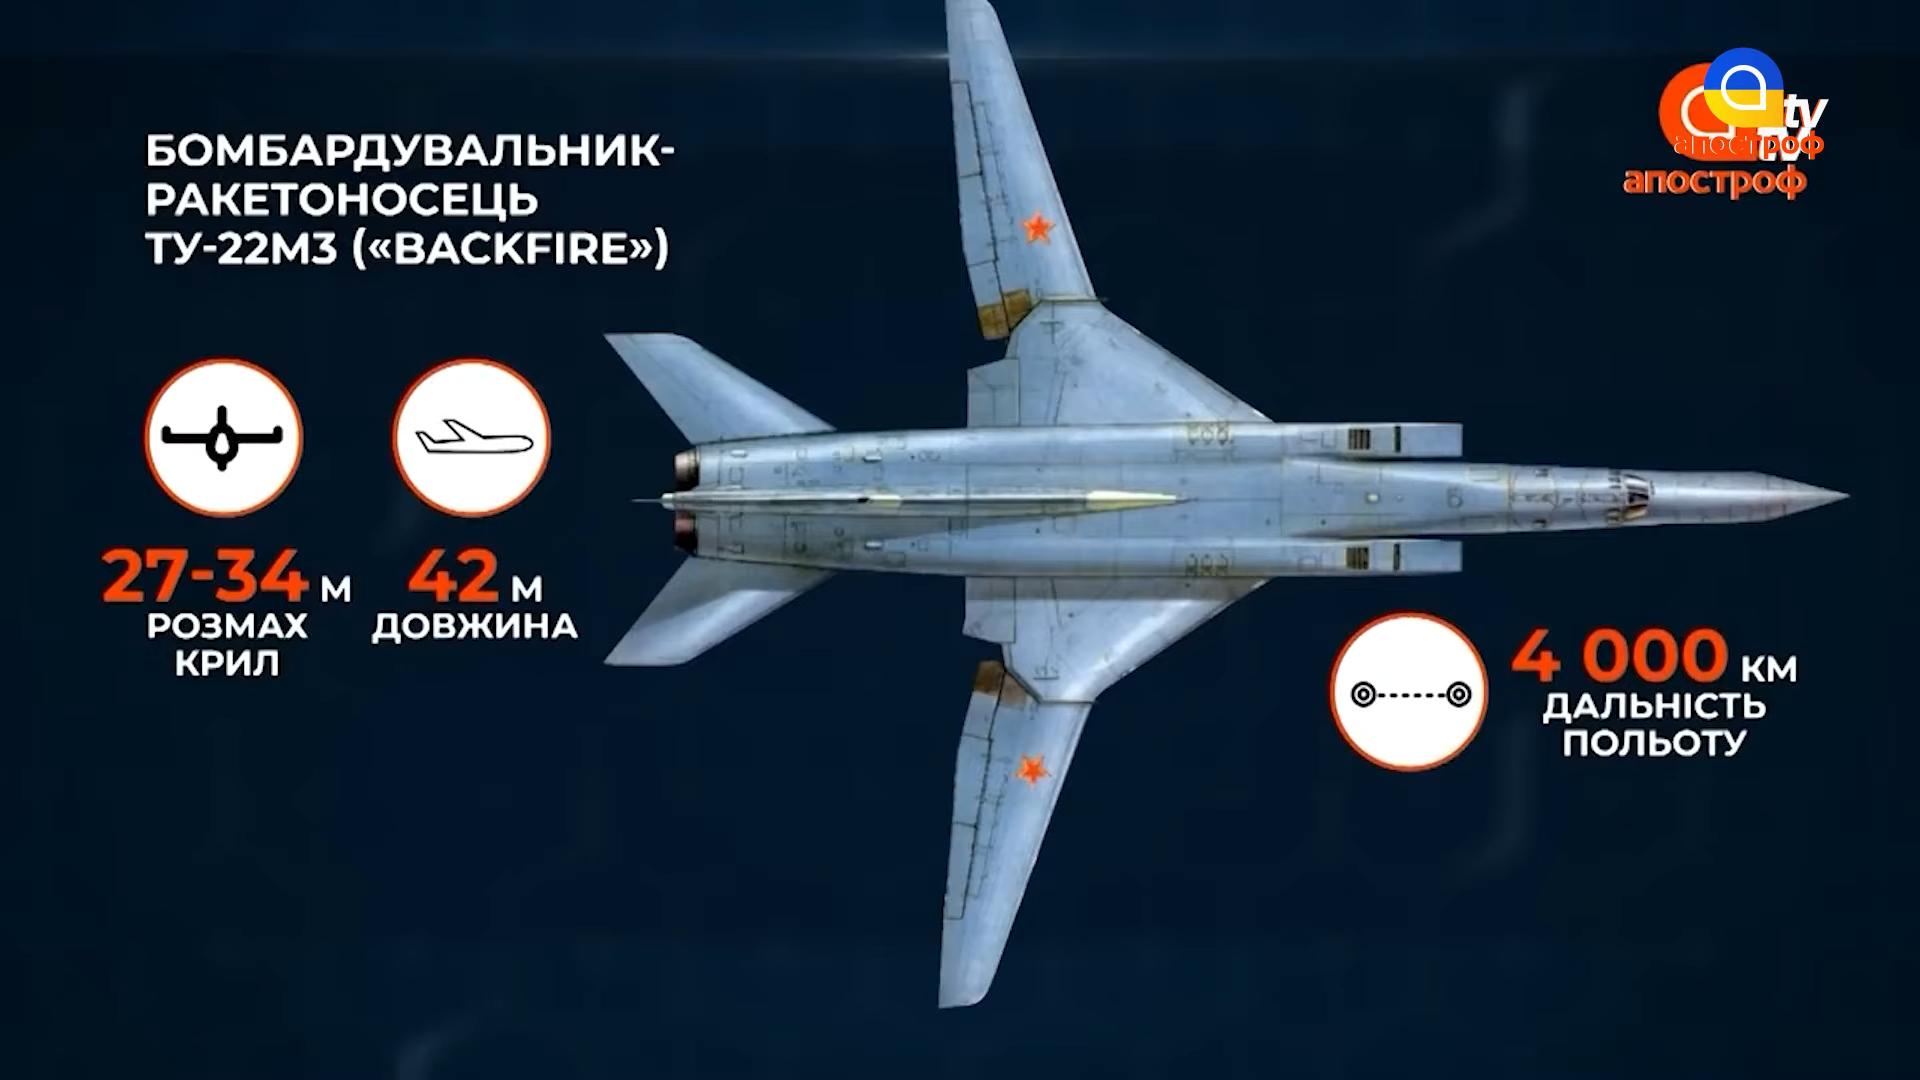 БОМБАРДУВАЛЬНИК-
РАКЕТОНОСЕЦЬ
ТУ-22М3 («BACKFIRE»)
27-34 М
РОЗМАХ
КРИЛ
42 М
ДОВЖИНА
4 000 КМ
ДАЛЬНІСТЬ
ПОЛЬОТУ
tv
апостроф
tv
апостроф